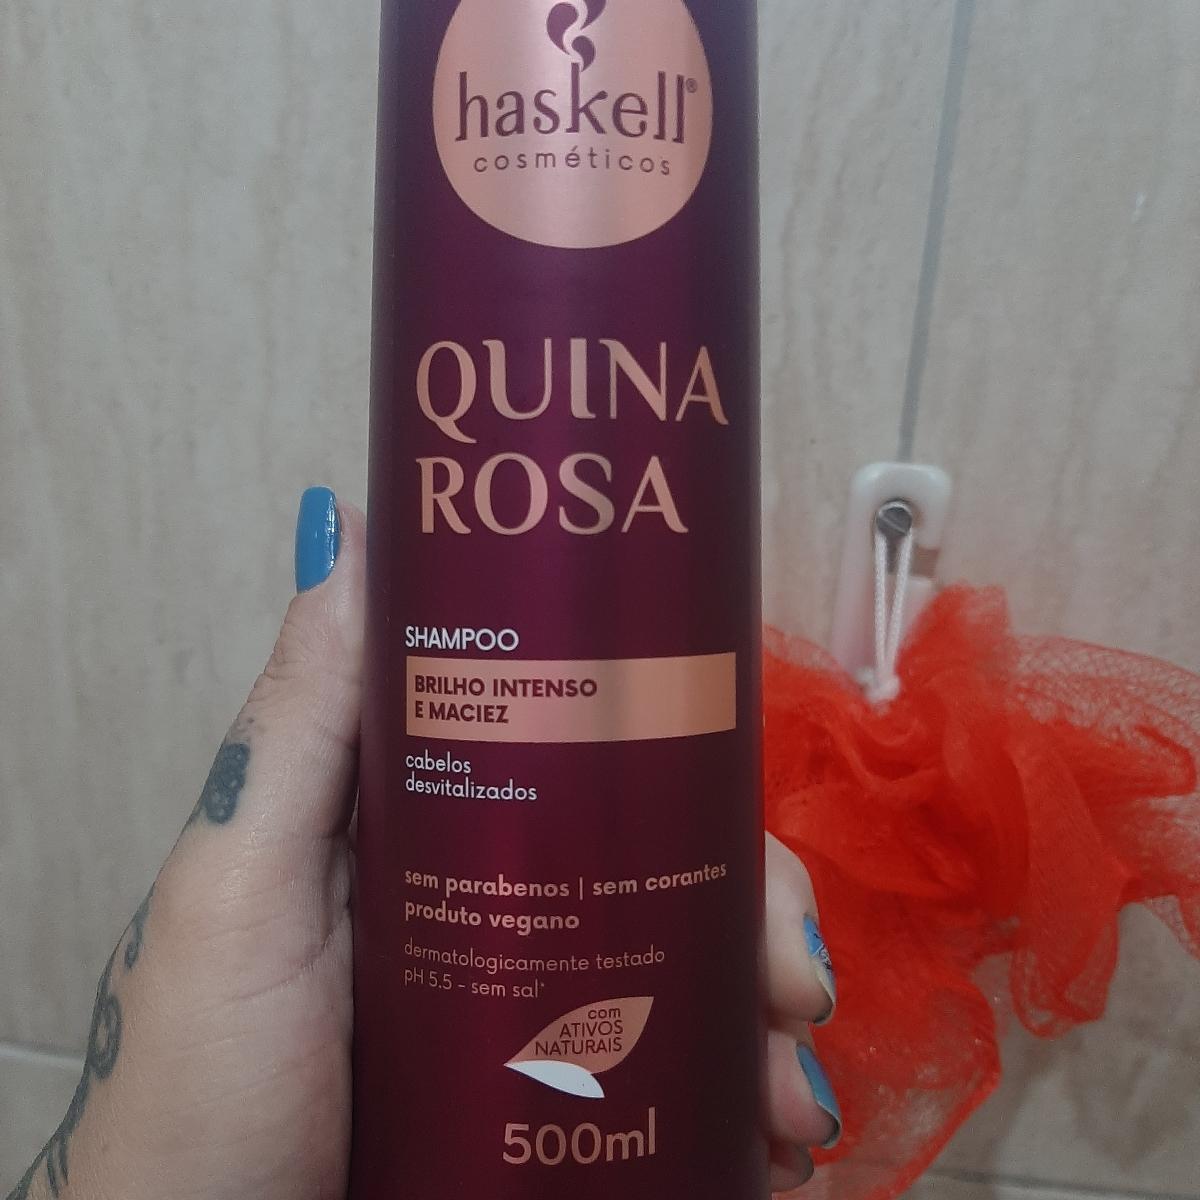 haskell®
cosméticos
QUINA
ROSA
SHAMPOO
BRILHO INTENSO
E MACIEZ
cabelos
desvitalizados
sem parabenos | sem corantes
produto vegano
dermatologicamente testado
pH 5.5 - sem sal*
com
ATIVOS
NATURAIS
500ml